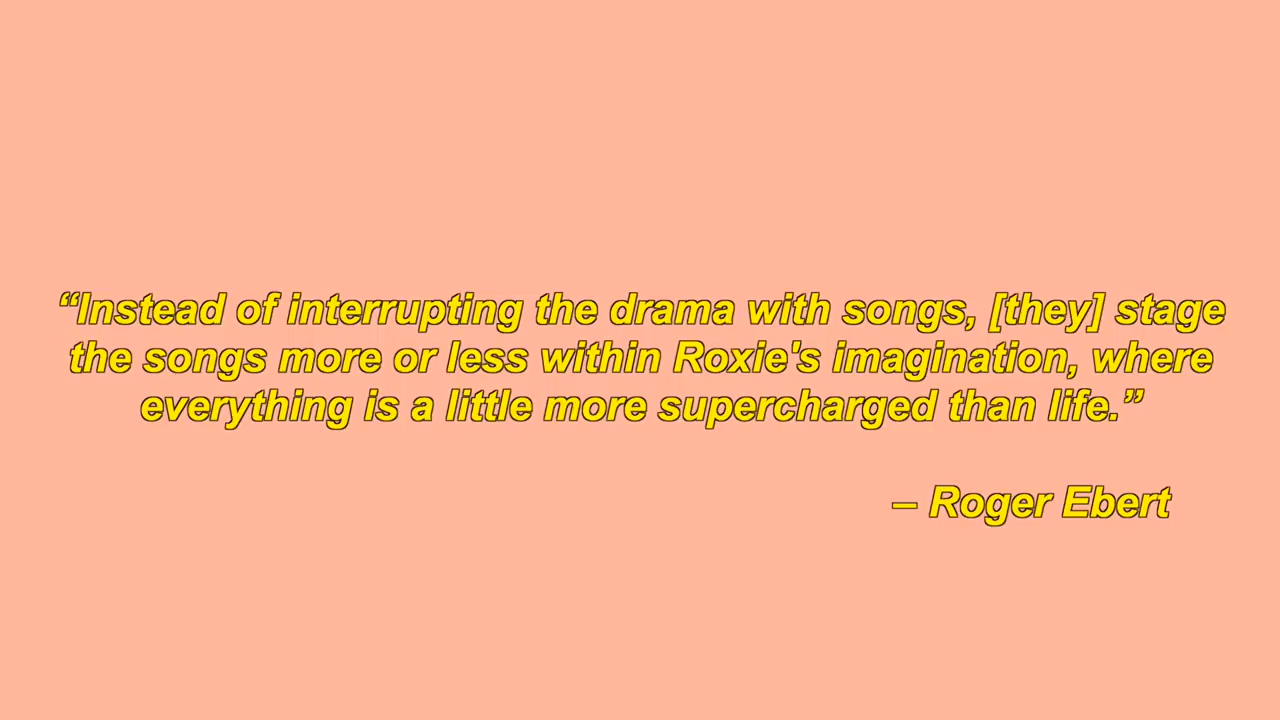 “Instead of interrupting the drama with songs, [they] stage
the songs more or less within Roxie's imagination, where
everything is a little more supercharged than life.”
– Roger Ebert